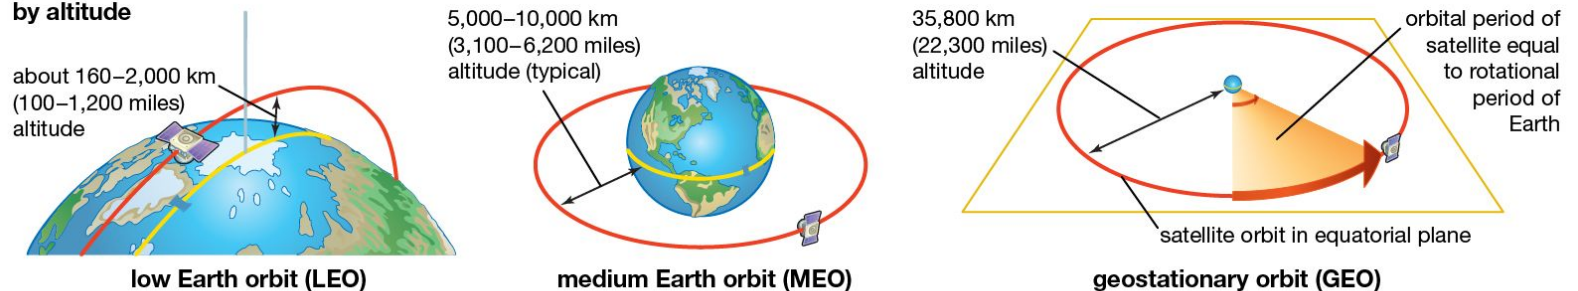 by altitude
about 160–2,000 km
(100–1,200 miles)
altitude
low Earth orbit (LEO)
5,000–10,000 km
(3,100–6,200 miles)
altitude (typical)
medium Earth orbit (MEO)
35,800 km
(22,300 miles)
altitude
orbital period of
satellite equal
to rotational
period of
Earth
satellite orbit in equatorial plane
geostationary orbit (GEO)